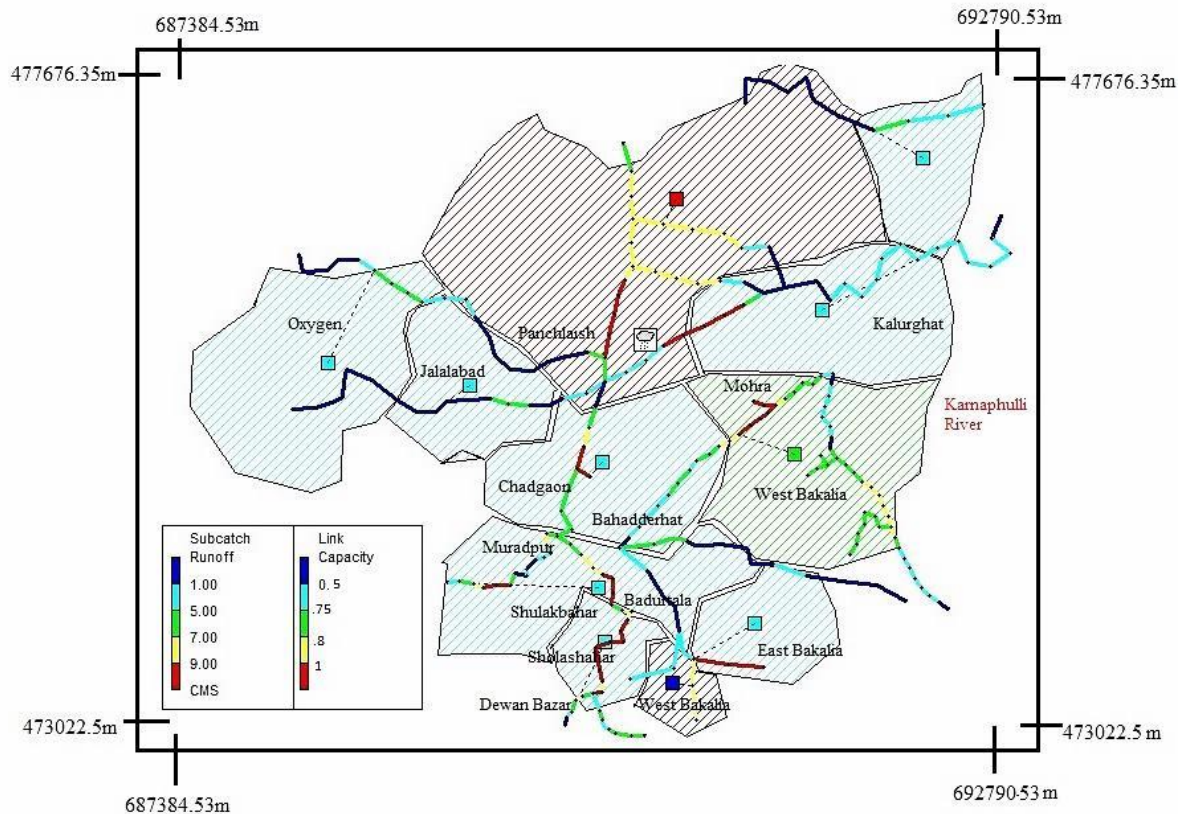 687384.53m
692790.53m
477676.35m
477676.35m
Oxygen
Panchlaish
Kalurghat
Jalalabad
Mohra
Karnaphulli
River
Chadgaon
West Bakalia
Bahadderhat
Subcatch
Runoff
1.00
5.00
7.00
9.00
CMS
Link
Capacity
0.5
.75
.8
1
Muradpur
Shulakbahar
Badurtala
Sholashahar
East Bakalia
Dewan Bazar
West Bakalia
473022.5m
473022.5 m
687384.53m
692790.53m